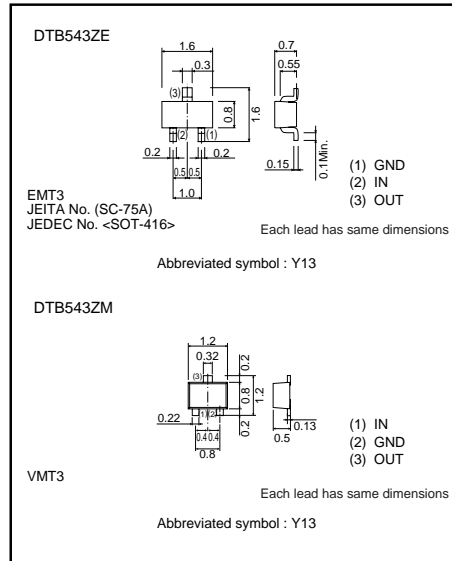 DTB543ZE
1.6
0.3
0.7
0.55
(3)
0.8
1.6
(2) (1)
0.2 0.2
0.5 0.5
1.0
0.15
0.1Min.
(1) GND
(2) IN
(3) OUT
EMT3
JEITA No. (SC-75A)
JEDEC No. <SOT-416>
Each lead has same dimensions
Abbreviated symbol : Y13
DTB543ZM
1.2
0.32
0.2
(3)
0.8
1.2
0.22
(1) (2)
0.2
0.4 0.4
0.8
0.13
0.5
(1) IN
(2) GND
(3) OUT
VMT3
Each lead has same dimensions
Abbreviated symbol : Y13